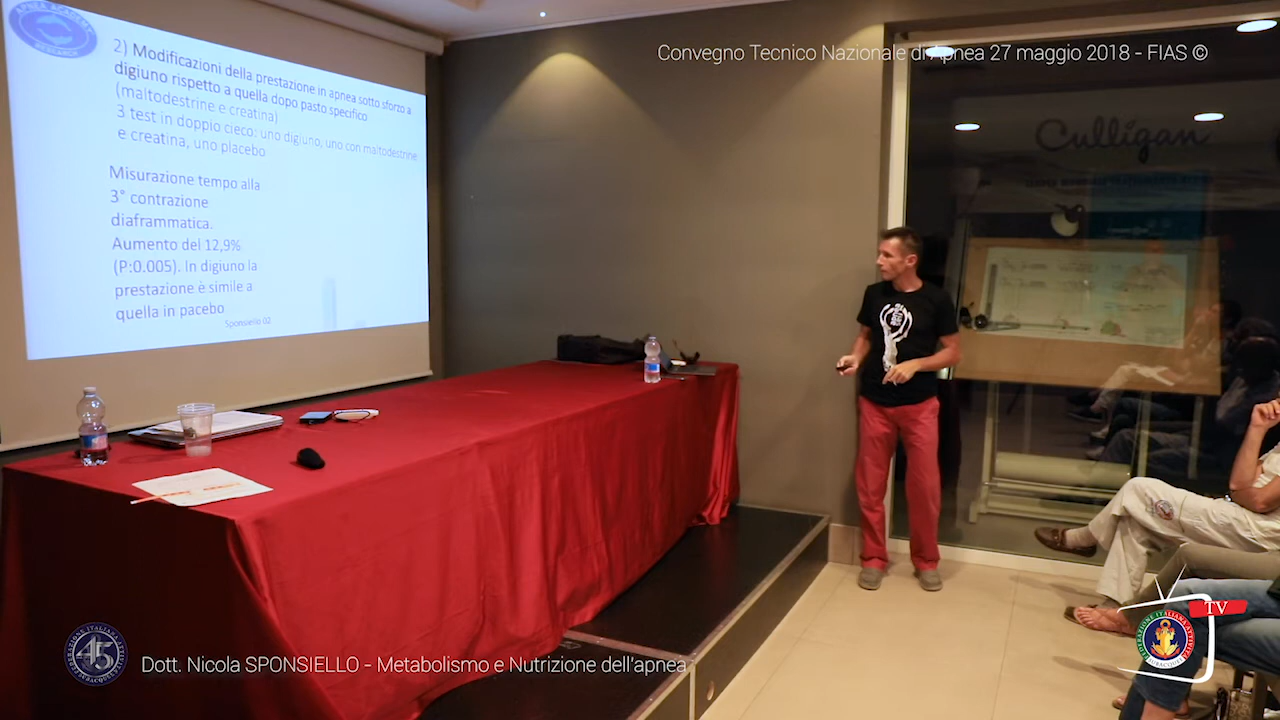 APNEA ACADEMY
RESEARCH
2) Modificazioni della prestazione in apnea sotto sforzo a
digiuno rispetto a quella dopo pasto specifico
(maltodestrine e creatina)
3 test in doppio cieco: uno digiuno, uno con maltodestrine
e creatina, uno placebo
Misurazione tempo alla
3° contrazione
diaframmatica.
Aumento del 12,9%
(P:0.005). In digiuno la
prestazione è simile a
quella in pacebo
Sponsiello 02
Convegno Tecnico Nazionale di Apnea 27 maggio 2018 - FIAS ©
Culligan
45
Dott. Nicola SPONSIELLO - Metabolismo e Nutrizione dell'apnea
TV